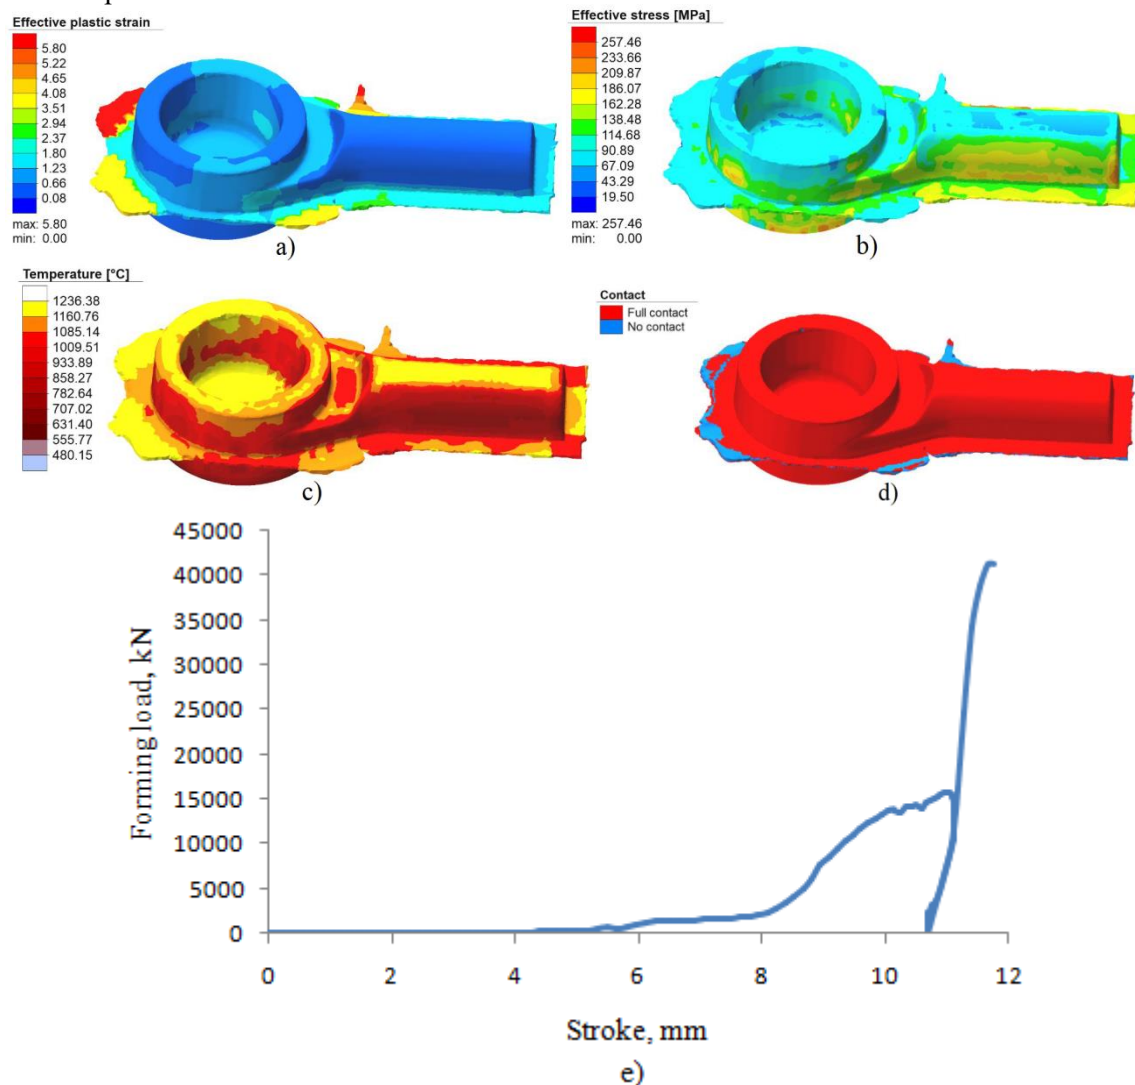 Effective plastic strain
5.80
5.22
4.65
4.08
3.51
2.94
2.37
1.80
1.23
0.66
0.08
max: 5.80
min: 0.00
a)
Effective stress [MPa]
257.46
233.66
209.87
186.07
162.28
138.48
114.68
90.89
67.09
43.29
19.50
max: 257.46
min: 0.00
b)
Temperature [°C]
1236.38
1160.76
1085.14
1009.51
933.89
858.27
782.64
707.02
631.40
555.77
480.15
c)
Contact
Full contact
No contact
d)
45000
40000
35000
30000
25000
20000
15000
10000
5000
0
Forming load, kN
0 2 4 6 8 10 12
Stroke, mm
e)